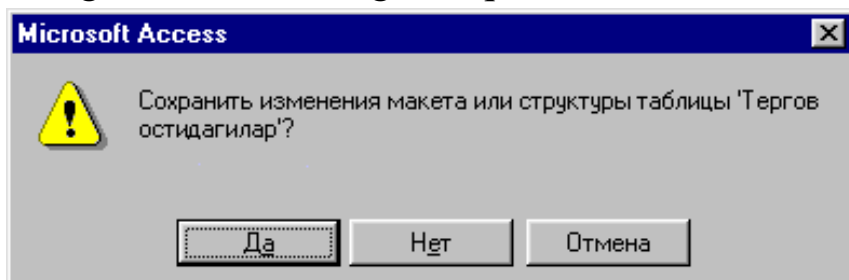 Microsoft Access
Сохранить изменения макета или структуры таблицы 'Тергов
остидагилар'?
Да
Нет
Отмена